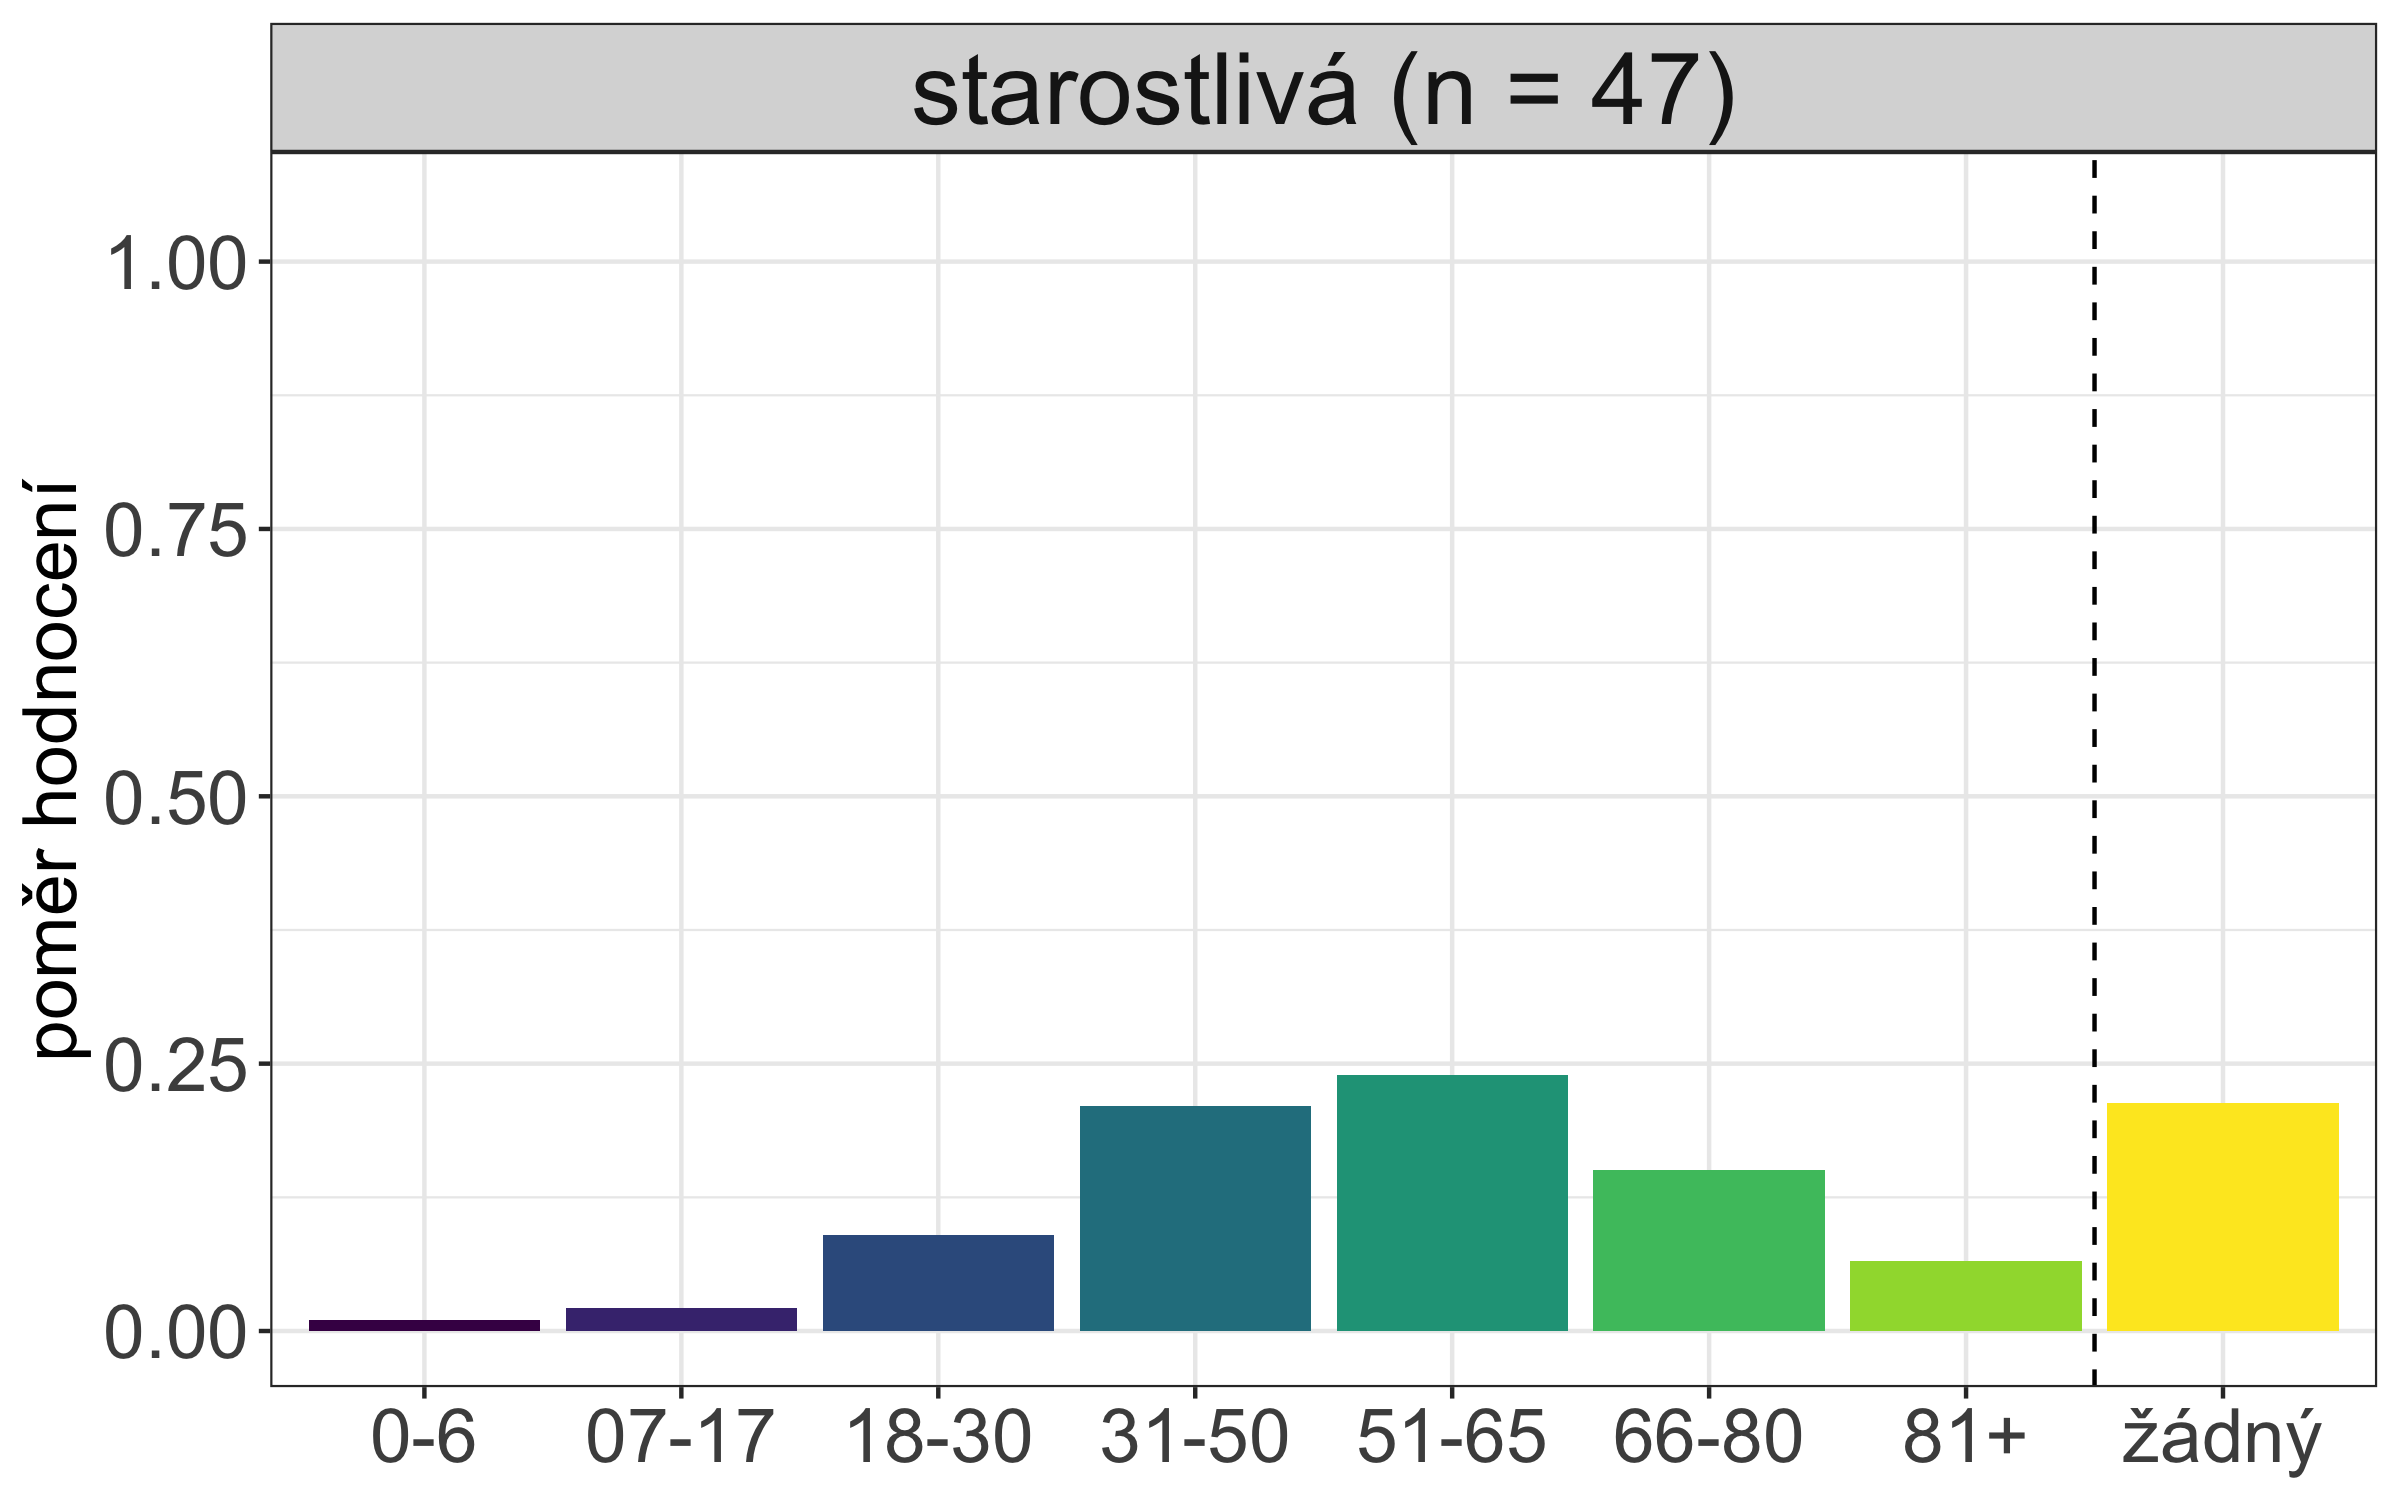 starostlivá (n = 47)
poměr hodnocení
1.00
0.75
0.50
0.25
0.00
0-6 07-17 18-30 31-50 51-65 66-80 81+ žádný